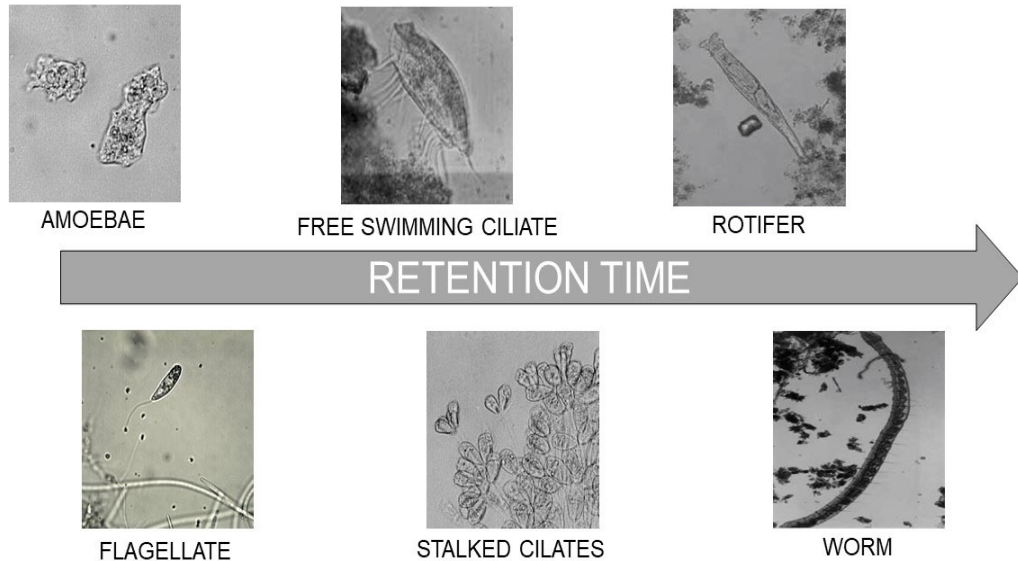 AMOEBAE
FREE SWIMMING CILIATE
ROTIFER
RETENTION TIME
FLAGELLATE
STALKED CILATES
WORM